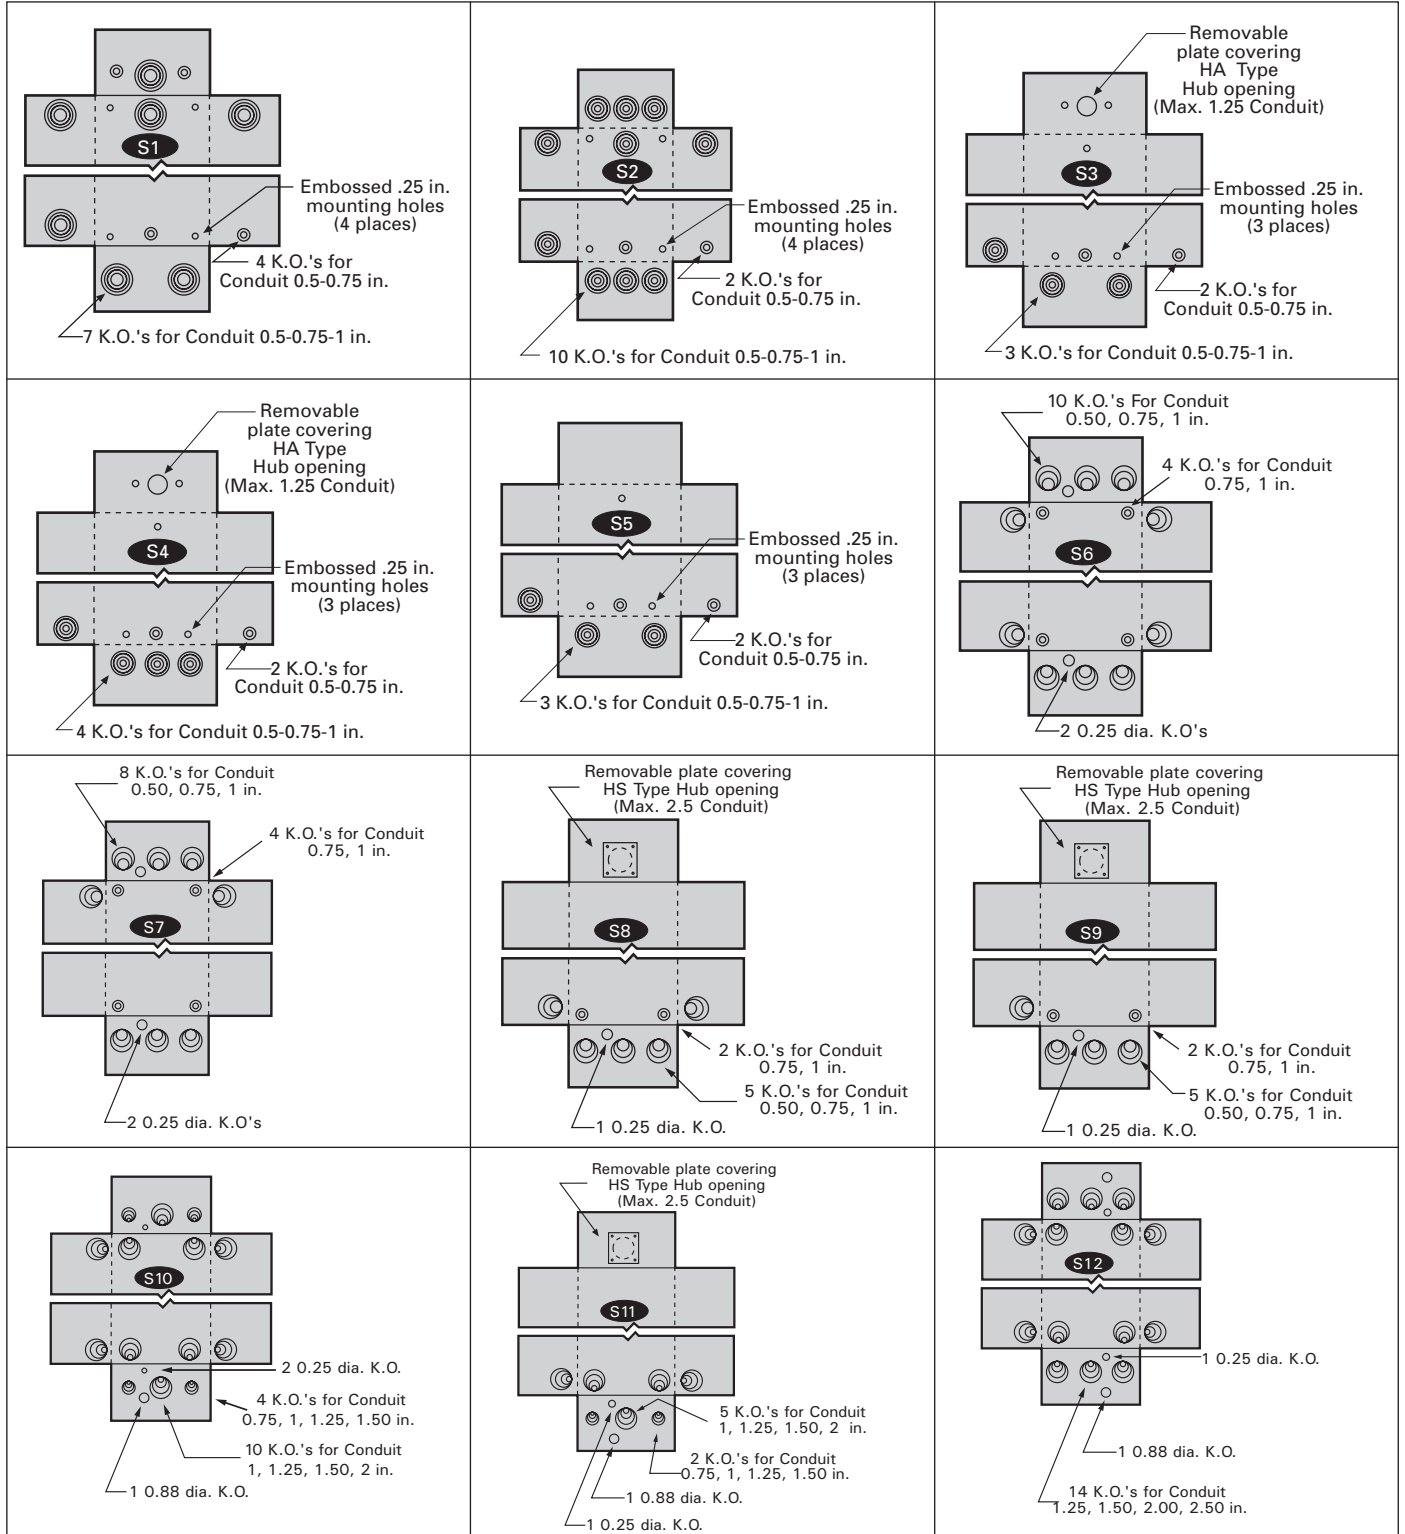 S1
Embossed .25 in.
mounting holes
(4 places)
4 K.O.'s for
Conduit 0.5-0.75 in.
7 K.O.'s for Conduit 0.5-0.75-1 in.
S2
Embossed .25 in.
mounting holes
(4 places)
2 K.O.'s for
Conduit 0.5-0.75 in.
10 K.O.'s for Conduit 0.5-0.75-1 in.
Removable
plate covering
HA Type
Hub opening
(Max. 1.25 Conduit)
S3
Embossed .25 in.
mounting holes
(3 places)
2 K.O.'s for
Conduit 0.5-0.75 in.
3 K.O.'s for Conduit 0.5-0.75-1 in.
Removable
plate covering
HA Type
Hub opening
(Max. 1.25 Conduit)
S4
Embossed .25 in.
mounting holes
(3 places)
2 K.O.'s for
Conduit 0.5-0.75 in.
4 K.O.'s for Conduit 0.5-0.75-1 in.
S5
Embossed .25 in.
mounting holes
(3 places)
2 K.O.'s for
Conduit 0.5-0.75 in.
3 K.O.'s for Conduit 0.5-0.75-1 in.
10 K.O.'s For Conduit
0.50, 0.75, 1 in.
4 K.O.'s for Conduit
0.75, 1 in.
S6
2 0.25 dia. K.O's
8 K.O.'s for Conduit
0.50, 0.75, 1 in.
4 K.O.'s for Conduit
0.75, 1 in.
S7
2 0.25 dia. K.O's
Removable plate covering
HS Type Hub opening
(Max. 2.5 Conduit)
S8
2 K.O.'s for Conduit
0.75, 1 in.
5 K.O.'s for Conduit
0.50, 0.75, 1 in.
1 0.25 dia. K.O.
Removable plate covering
HS Type Hub opening
(Max. 2.5 Conduit)
S9
2 K.O.'s for Conduit
0.75, 1 in.
5 K.O.'s for Conduit
0.50, 0.75, 1 in.
1 0.25 dia. K.O.
S10
2 0.25 dia. K.O.
4 K.O.'s for Conduit
0.75, 1, 1.25, 1.50 in.
10 K.O.'s for Conduit
1, 1.25, 1.50, 2 in.
1 0.88 dia. K.O.
Removable plate covering
HS Type Hub opening
(Max. 2.5 Conduit)
S11
5 K.O.'s for Conduit
1, 1.25, 1.50, 2 in.
2 K.O.'s for Conduit
0.75, 1, 1.25, 1.50 in.
1 0.88 dia. K.O.
1 0.25 dia. K.O.
S12
1 0.25 dia. K.O.
1 0.88 dia. K.O.
14 K.O.'s for Conduit
1.25, 1.50, 2.00, 2.50 in.